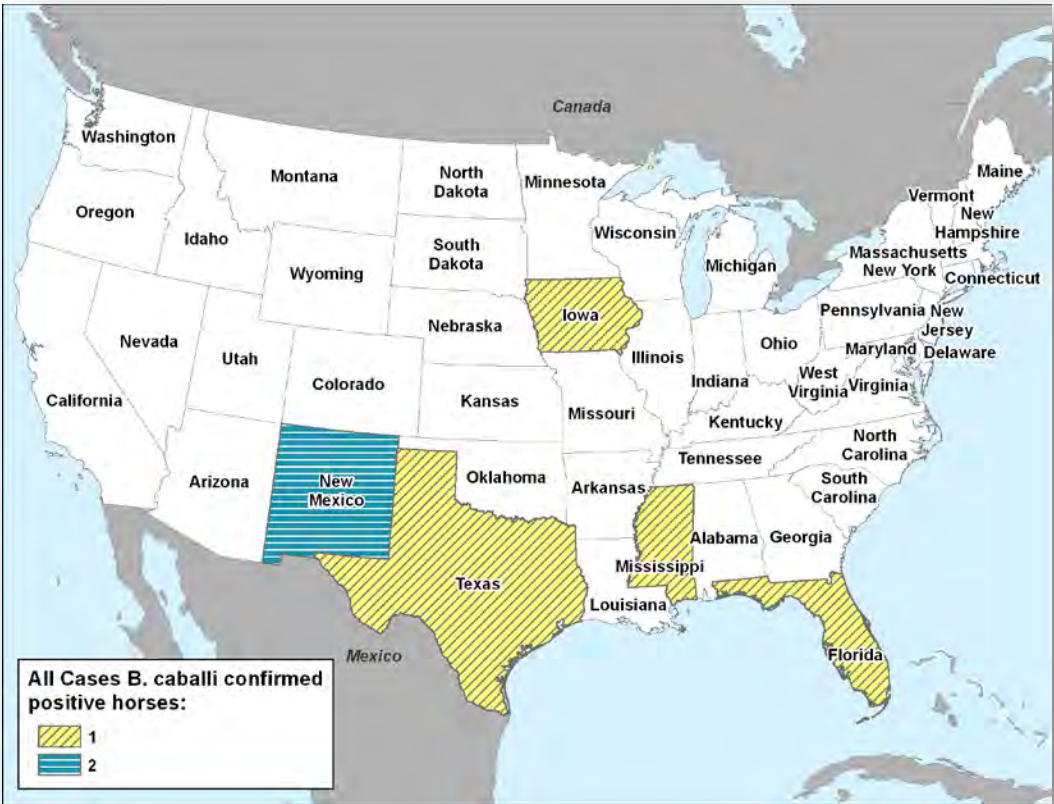 Canada
Washington
Montana
North
Dakota
Minnesota
Maine
Vermont
New
Hampshire
Oregon
Idaho
South
Dakota
Wisconsin
Michigan
Massachusetts
New York
Connecticut
Wyoming
Iowa
Pennsylvania
New
Jersey
Nebraska
Nevada
Utah
Colorado
Illinois
Indiana
Ohio
Maryland
Delaware
West
Virginia
Virginia
California
Kansas
Missouri
Kentucky
North
Carolina
Tennessee
Arizona
New
Mexico
Oklahoma
Arkansas
South
Carolina
Alabama
Georgia
Mississippi
Texas
Louisiana
Florida
Mexico
All Cases B. caballi confirmed
positive horses:
1
2